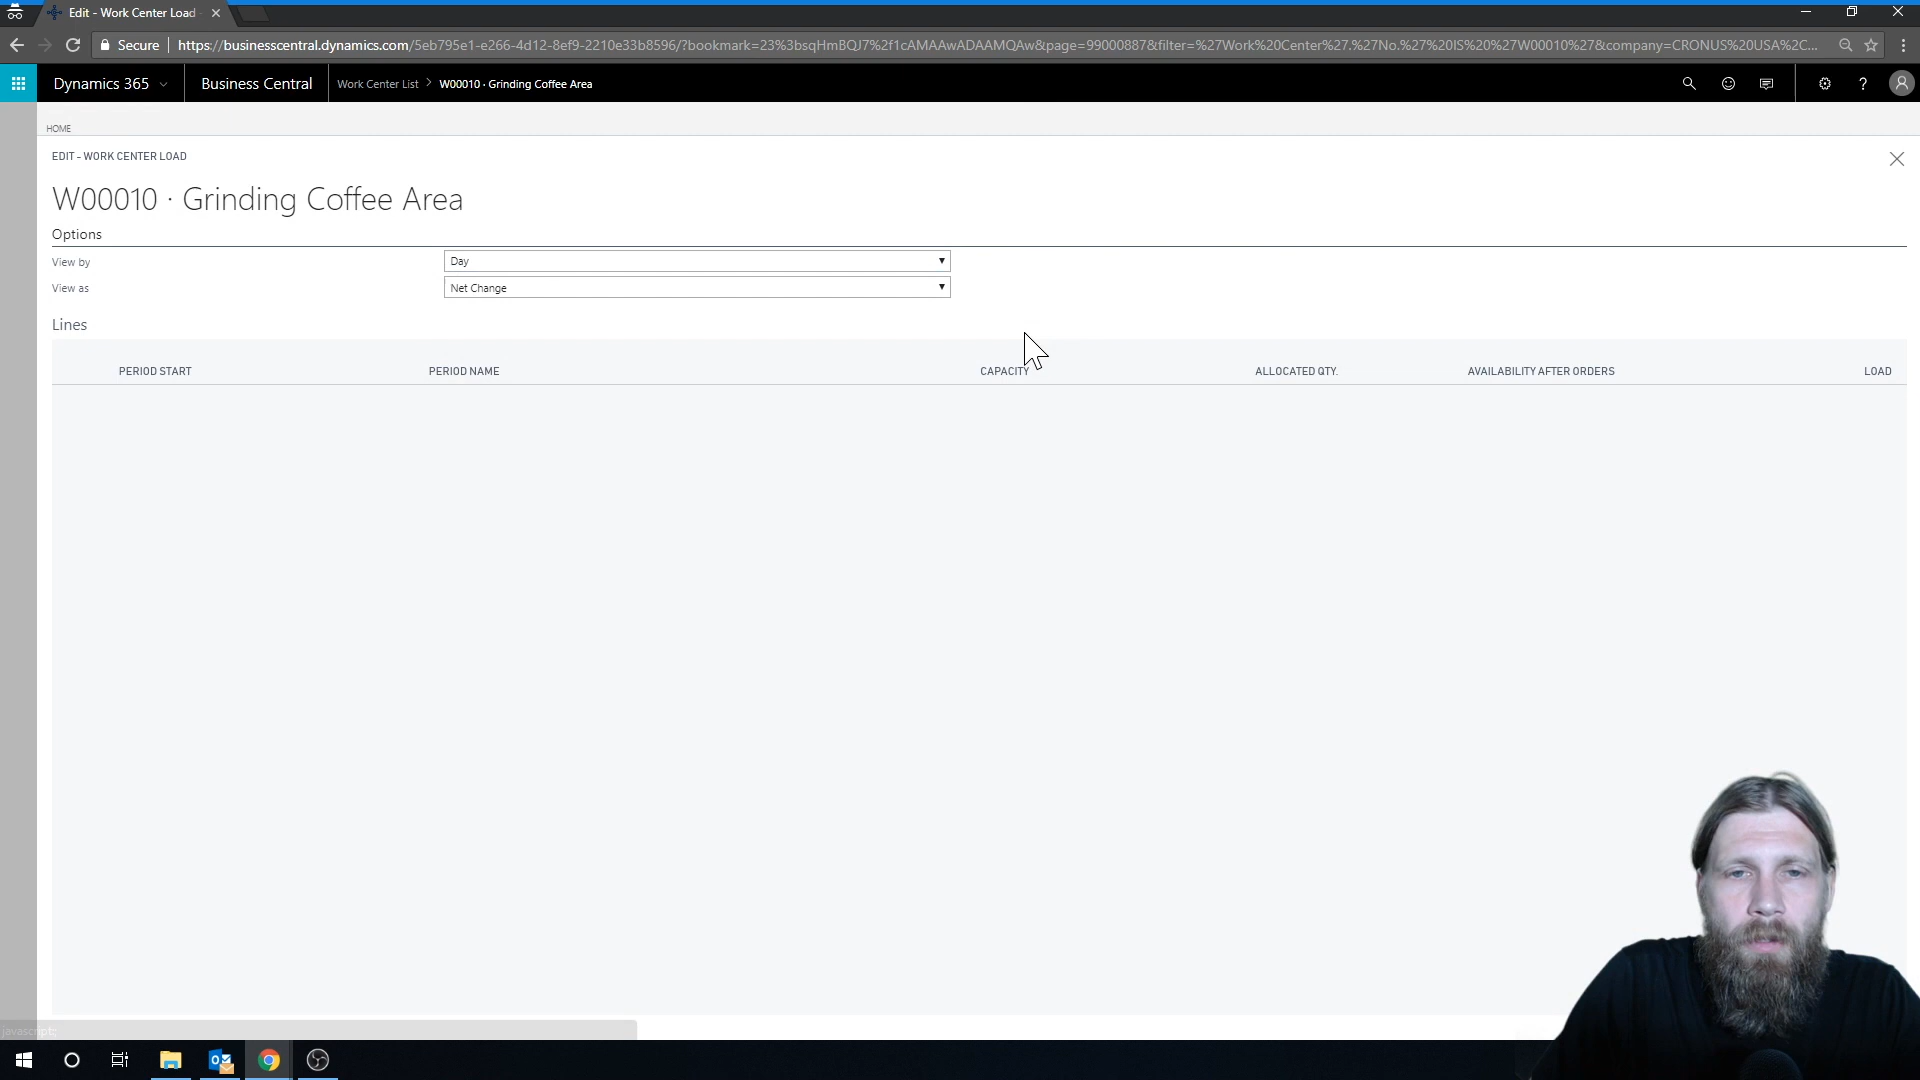 Edit - Work Center Load
Secure https://businesscentral.dynamics.com/5eb795e1-e266-4d12-8ef9-2210e33b8596/?bookmark=23%3bsqHmBQJ7%2f1cAMAAwADAAMQAw&page=99000887&filter=%27Work%20Center%27.%27No.%27%20IS%20%27W00010%27&company=CRONUS%20USA%2C...
Dynamics 365 Business Central Work Center List > W00010 · Grinding Coffee Area ?
HOME
EDIT - WORK CENTER LOAD
W00010 · Grinding Coffee Area
Options
View by Day
View as Net Change
Lines
PERIOD START PERIOD NAME CAPACITY ALLOCATED QTY. AVAILABILITY AFTER ORDERS LOAD
javascript: